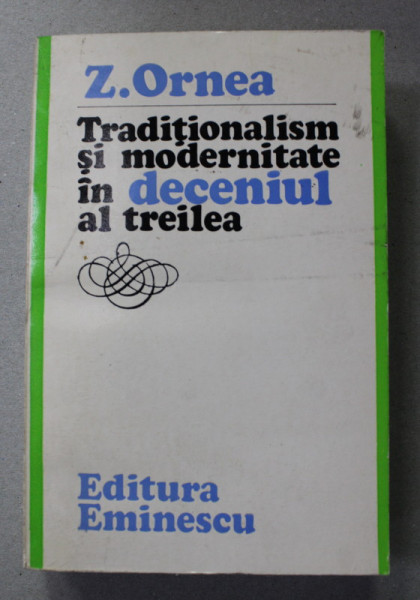 Z.Ornea
Tradiţionalism
şi modernitate
în deceniul
al treilea
Editura
Eminescu